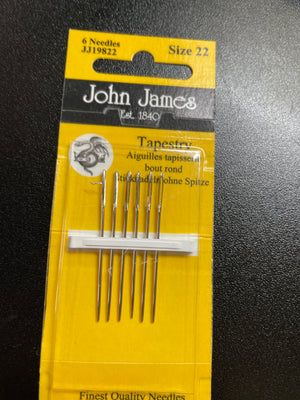 6 Needles
JJ19822
Size 22
John James
Est. 1840
Tapestry
Aiguilles tapisserie
bout rond
ohne Spitze
Finest Quality Needles